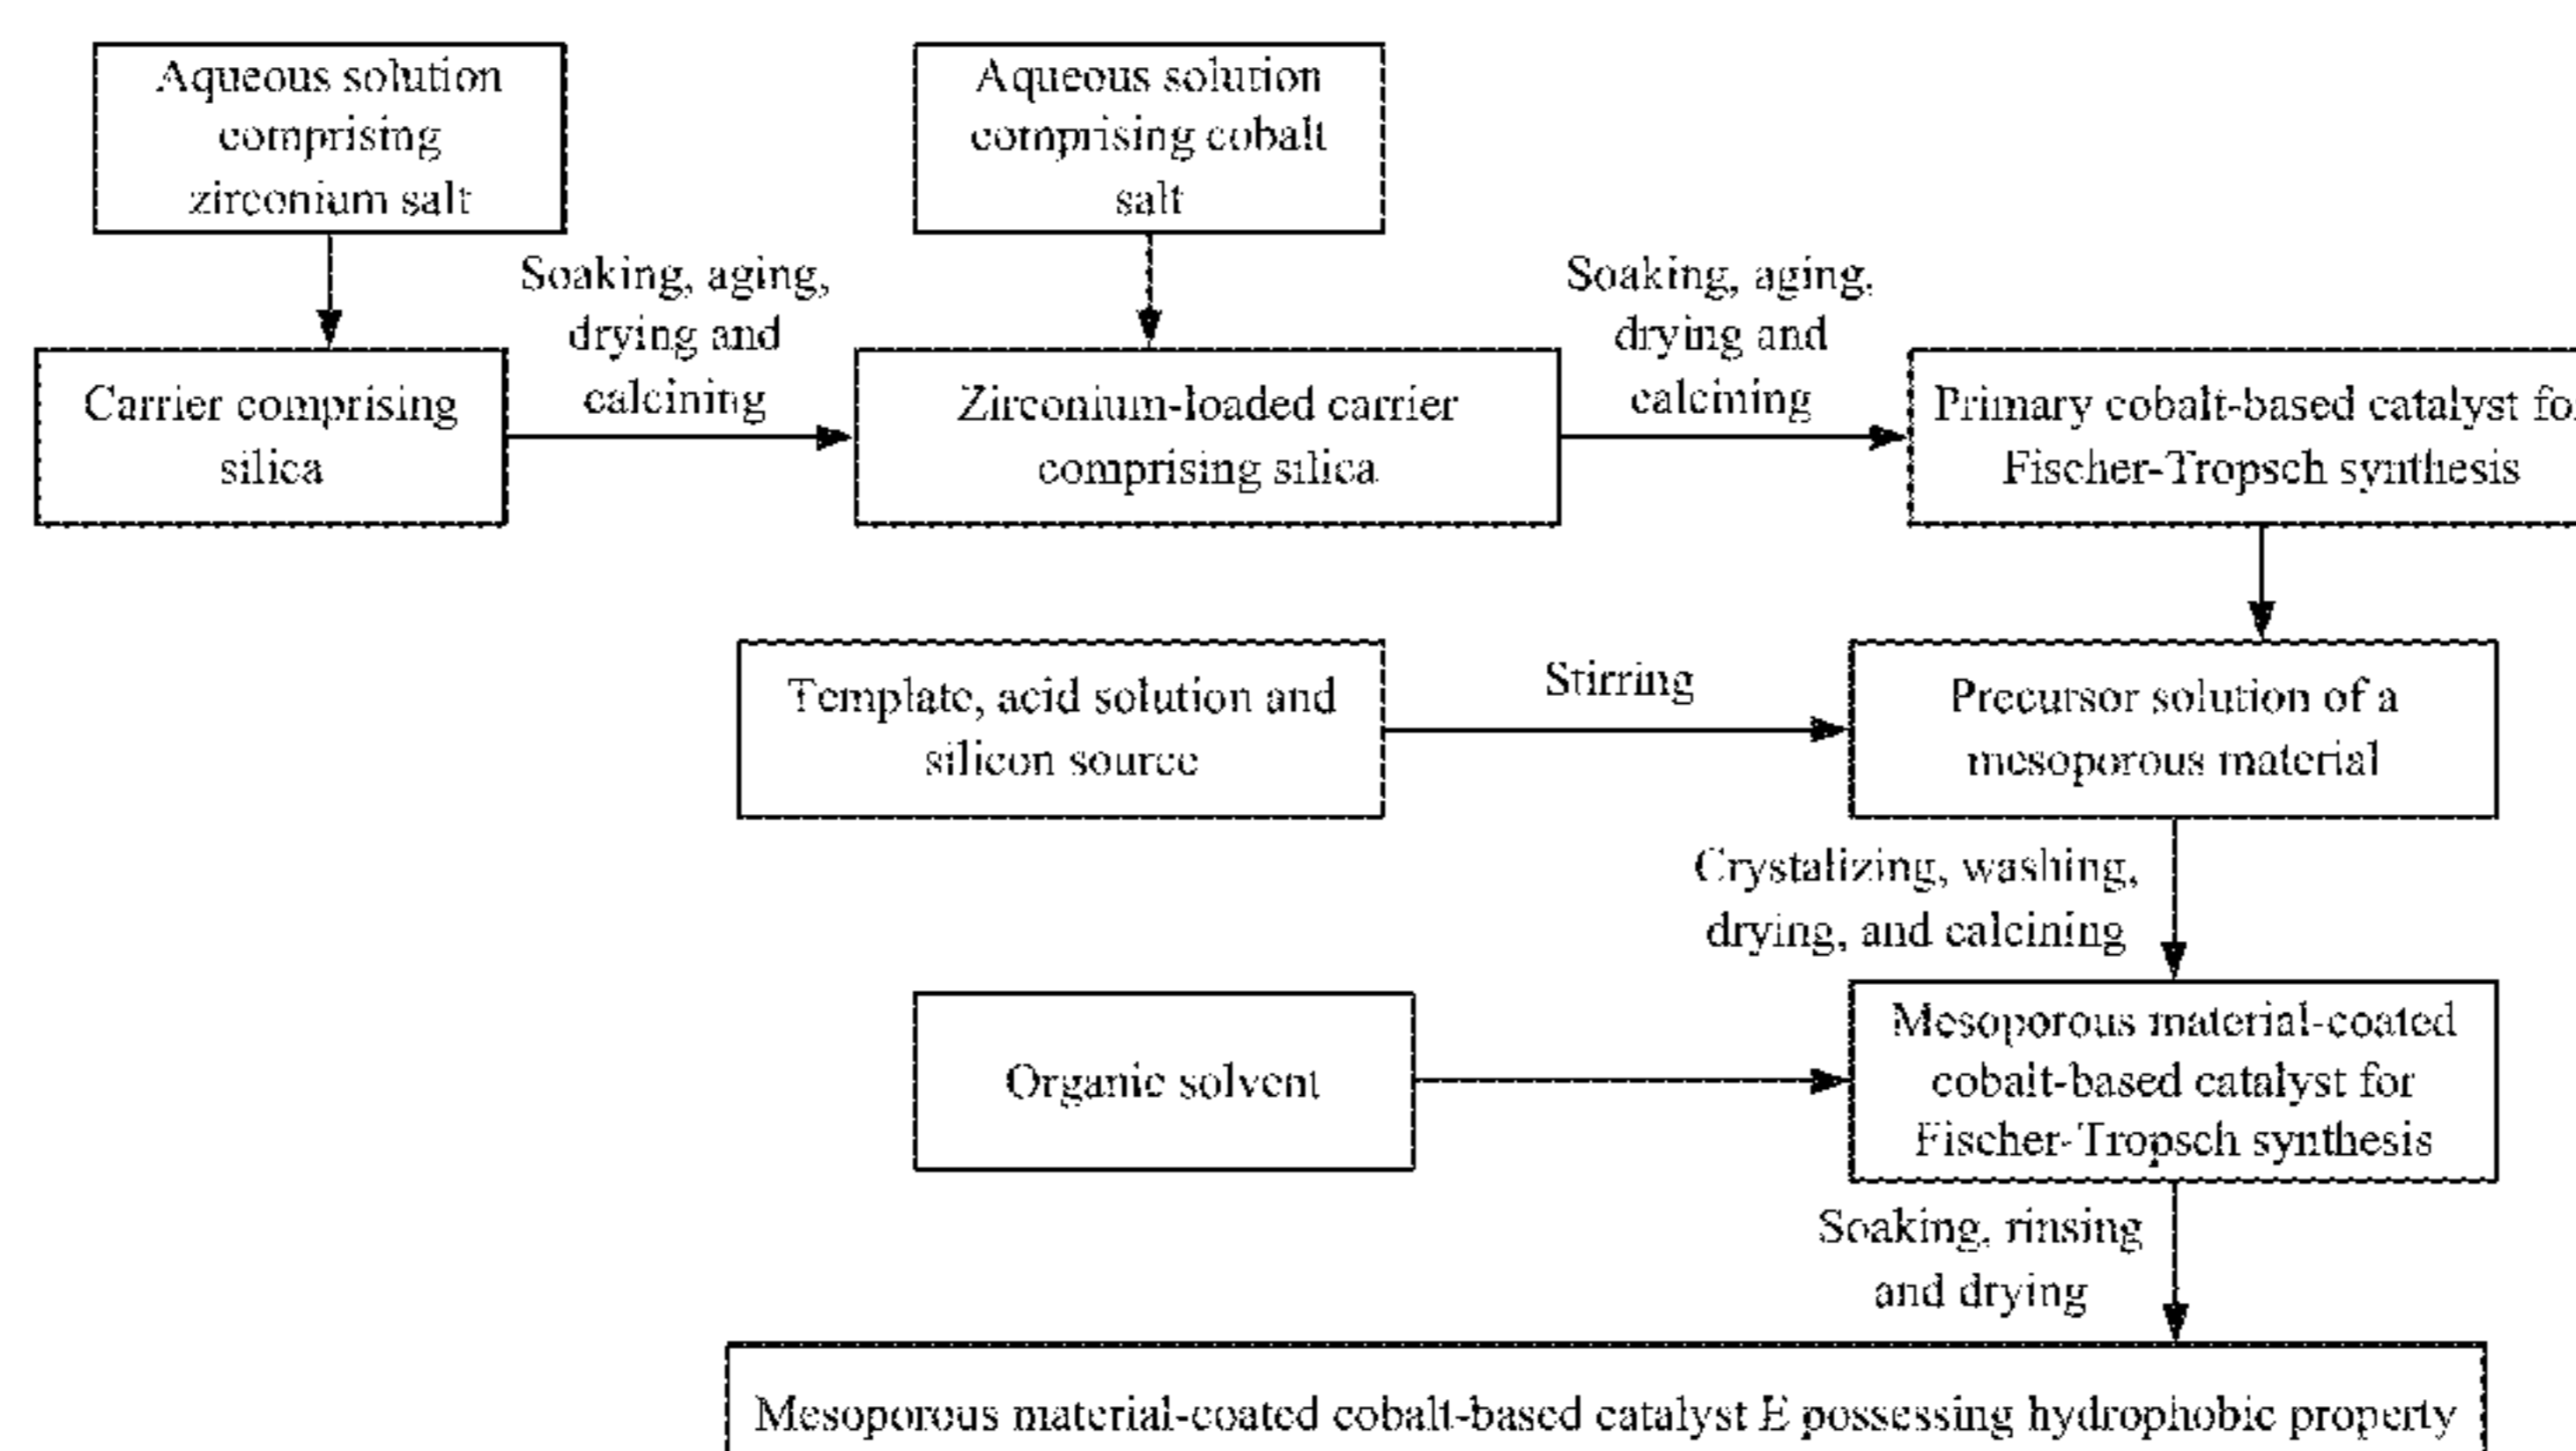 Aqueous solution
comprising
zirconium salt
Aqueous solution
comprising cobalt
salt
Soaking, aging,
drying and
calcining
Soaking, aging,
drying and
calcining
Carrier comprising
silica
Zirconium-loaded carrier
comprising silica
Primary cobalt-based catalyst for
Fischer-Tropsch synthesis
Template, acid solution and
silicon source
Stirring
Precursor solution of a
mesoporous material
Crystalizing, washing,
drying, and calcining
Organic solvent
Mesoporous material-coated
cobalt-based catalyst for
Fischer-Tropsch synthesis
Soaking, rinsing
and drying
Mesoporous material-coated cobalt-based catalyst E possessing hydrophobic property